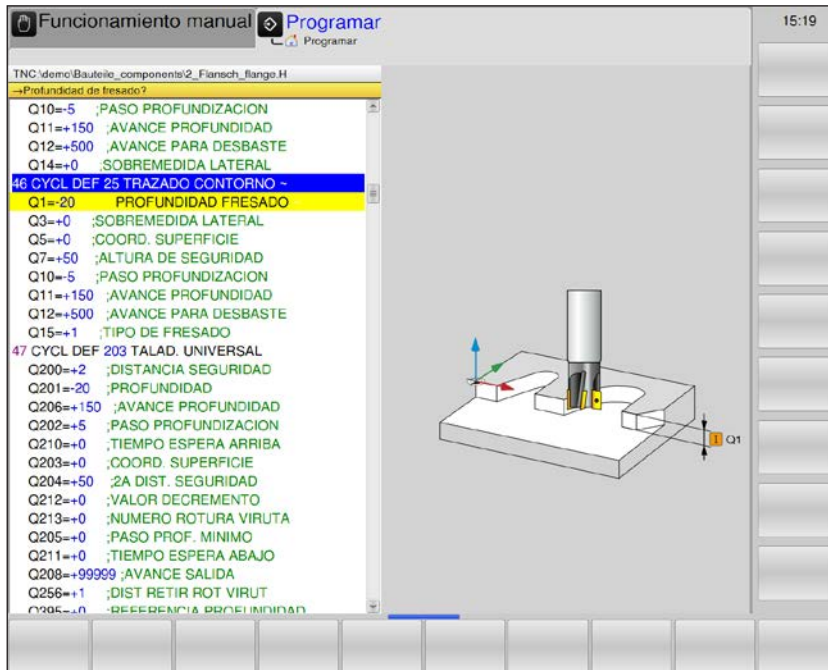 Funcionamiento manual
Programar
Programar
15:19
TNC:\demo\Bauteile_components\2_Flansch_flange.H
→Profundidad de fresado?
Q10=-5 ;PASO PROFUNDIZACION
Q11=+150 ;AVANCE PROFUNDIDAD
Q12=+500 ;AVANCE PARA DESBASTE
Q14=+0 ;SOBREMEDIDA LATERAL
46 CYCL DEF 25 TRAZADO CONTORNO ~
Q1=-20 PROFUNDIDAD FRESADO
Q3=+0 ;SOBREMEDIDA LATERAL
Q5=+0 ;COORD. SUPERFICIE
Q7=+50 ;ALTURA DE SEGURIDAD
Q10=-5 ;PASO PROFUNDIZACION
Q11=+150 ;AVANCE PROFUNDIDAD
Q12=+500 ;AVANCE PARA DESBASTE
Q15=+1 ;TIPO DE FRESADO
47 CYCL DEF 203 TALAD. UNIVERSAL
Q200=+2 ;DISTANCIA SEGURIDAD
Q201=-20 ;PROFUNDIDAD
Q206=+150 ;AVANCE PROFUNDIDAD
Q202=+5 ;PASO PROFUNDIZACION
Q210=+0 ;TIEMPO ESPERA ARRIBA
Q203=+0 ;COORD. SUPERFICIE
Q204=+50 ;2A DIST. SEGURIDAD
Q212=+0 ;VALOR DECREMENTO
Q213=+0 ;NUMERO ROTURA VIRUTA
Q205=+0 ;PASO PROF. MINIMO
Q211=+0 ;TIEMPO ESPERA ABAJO
Q208=+99999 ;AVANCE SALIDA
Q256=+1 ;DIST RETIR ROT VIRUT
Q395=+0 ;REFERENCIA PROFUNDIDAD
1 Q1